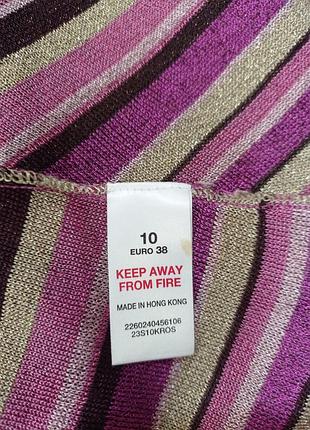 10
EURO 38
KEEP AWAY
FROM FIRE
MADE IN HONG KONG
2260240456106
23S10KROS